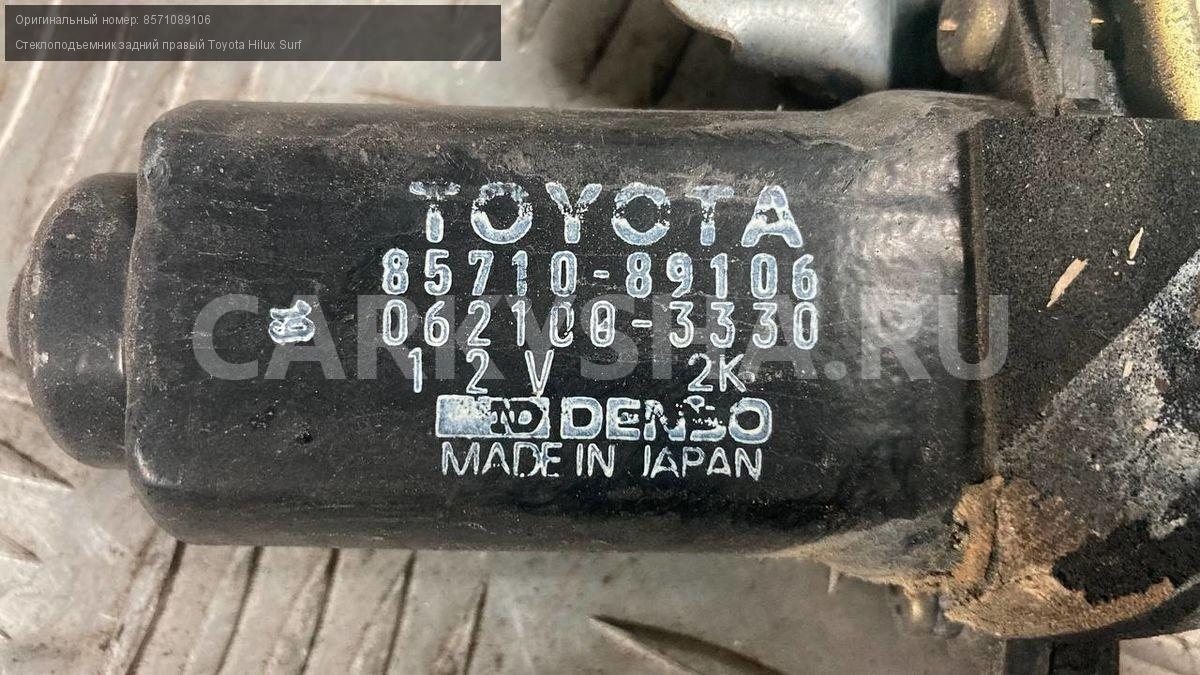 Оригинальный номер: 8571089106
Стеклоподъемник задний правый Toyota Hilux Surf
TOYOTA
85710-89106
062100-3330
12V 2K
ND DENSO
MADE IN JAPAN
CARKYSHA.RU